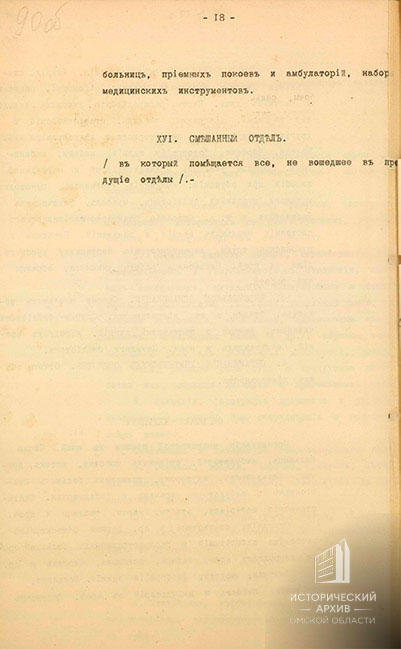 90об
- 18 -
больницъ, пріемныхъ покоевъ и амбулаторій, набор
медицинскихъ инструментовъ.
XVI. СМѢШАННЫЙ ОТДѢЛЪ.
/ въ который помѣщается все, не вошедшее въ пре
дущіе отдѣлы /.-
ИСТОРИЧЕСКИЙ
АРХИВ
ОМСКОЙ ОБЛАСТИ